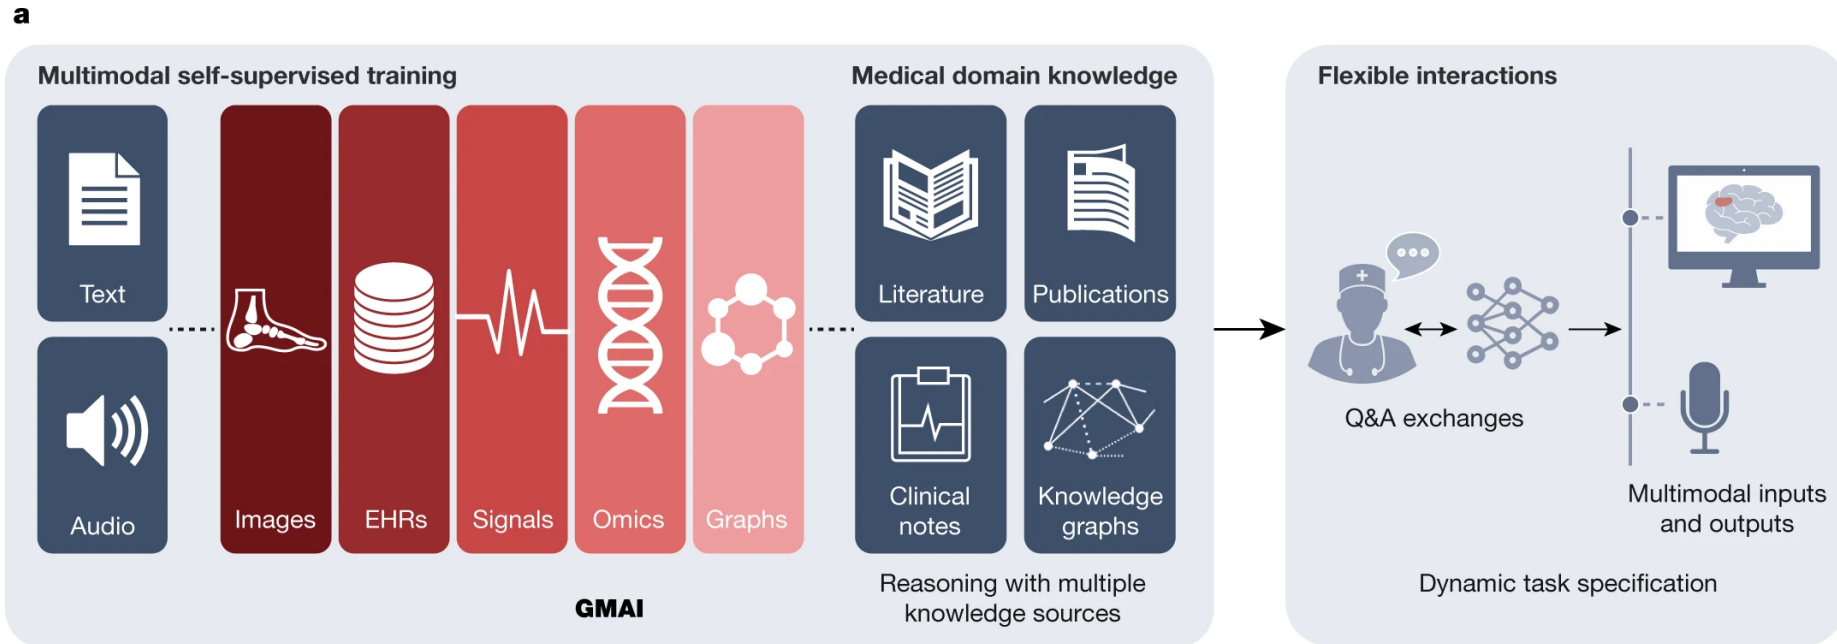 a
Multimodal self-supervised training
Text
Audio
Images
EHRs
Signals
Omics
Graphs
GMAI
Medical domain knowledge
Literature
Publications
Clinical
notes
Knowledge
graphs
Reasoning with multiple
knowledge sources
Flexible interactions
Q&A exchanges
Multimodal inputs
and outputs
Dynamic task specification